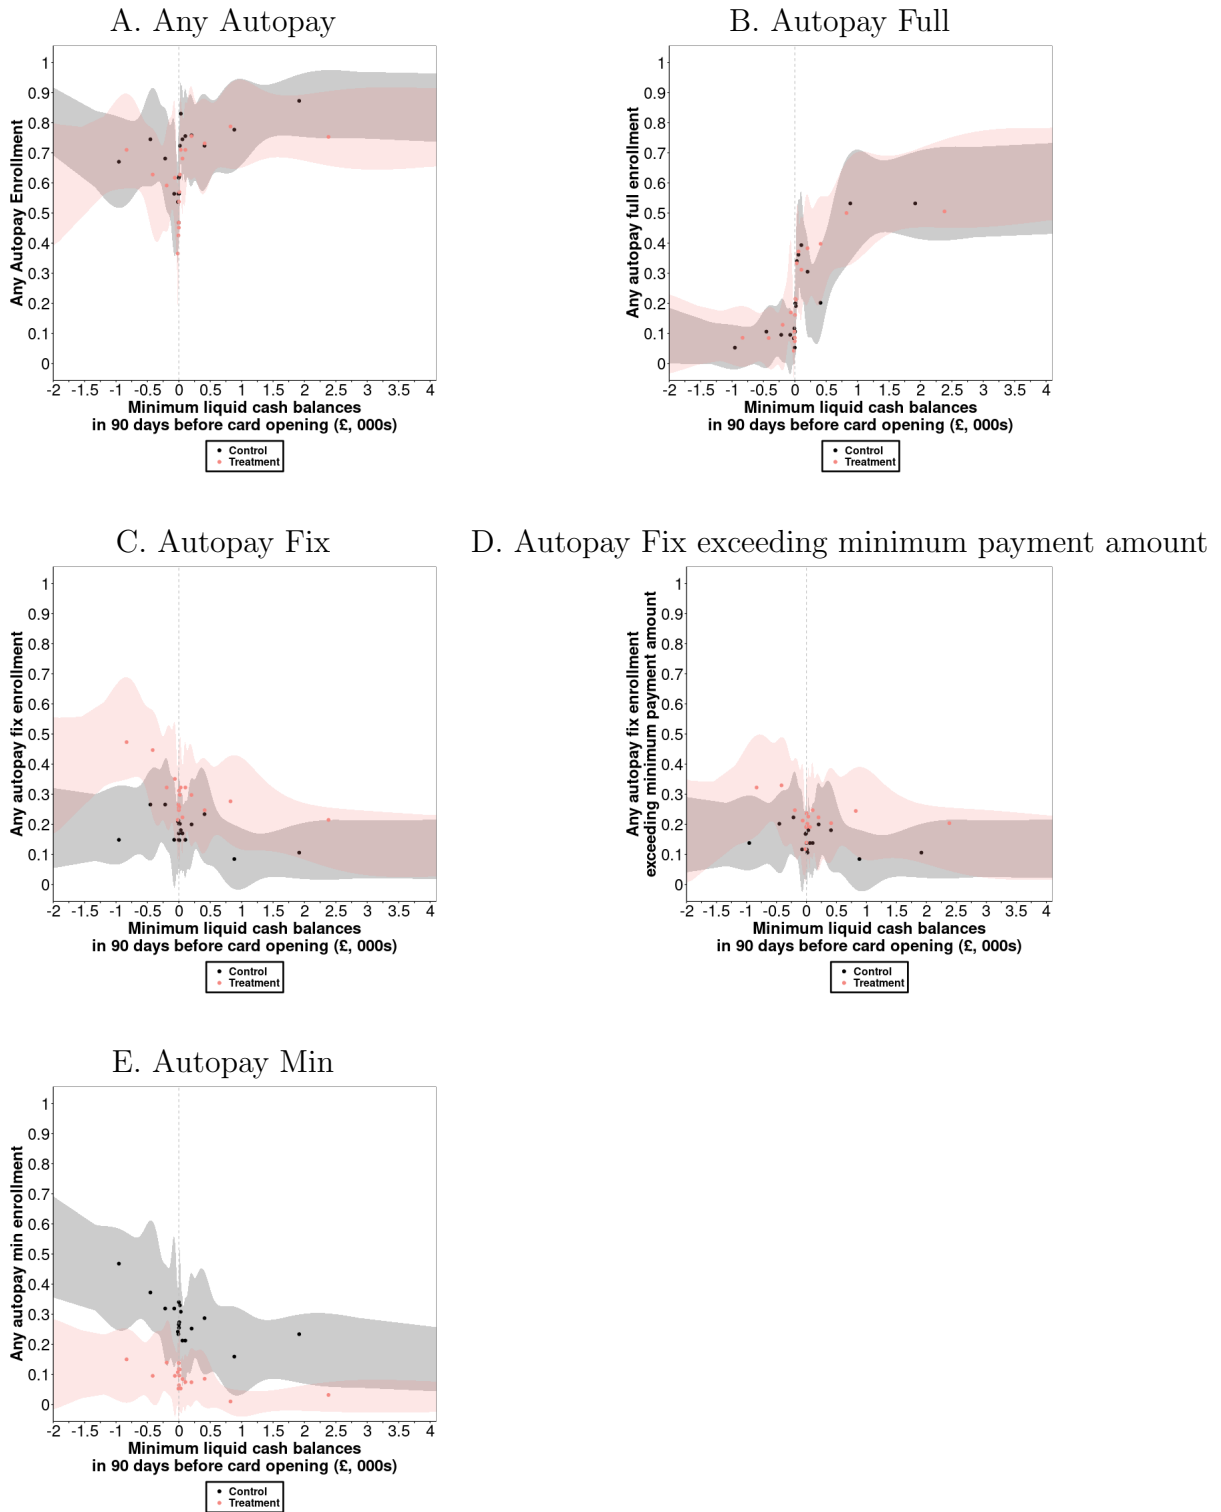 A. Any Autopay
Any Autopay Enrollment
1
0.9
0.8
0.7
0.6
0.5
0.4
0.3
0.2
0.1
0
-2 -1.5 -1 -0.5 0 0.5 1 1.5 2 2.5 3 3.5 4
Minimum liquid cash balances
in 90 days before card opening (£, 000s)
Control
Treatment
B. Autopay Full
Any autopay full enrollment
1
0.9
0.8
0.7
0.6
0.5
0.4
0.3
0.2
0.1
0
-2 -1.5 -1 -0.5 0 0.5 1 1.5 2 2.5 3 3.5 4
Minimum liquid cash balances
in 90 days before card opening (£, 000s)
Control
Treatment
C. Autopay Fix
Any autopay fix enrollment
1
0.9
0.8
0.7
0.6
0.5
0.4
0.3
0.2
0.1
0
-2 -1.5 -1 -0.5 0 0.5 1 1.5 2 2.5 3 3.5 4
Minimum liquid cash balances
in 90 days before card opening (£, 000s)
Control
Treatment
D. Autopay Fix exceeding minimum payment amount
Any autopay fix enrollment
exceeding minimum payment amount
1
0.9
0.8
0.7
0.6
0.5
0.4
0.3
0.2
0.1
0
-2 -1.5 -1 -0.5 0 0.5 1 1.5 2 2.5 3 3.5 4
Minimum liquid cash balances
in 90 days before card opening (£, 000s)
Control
Treatment
E. Autopay Min
Any autopay min enrollment
1
0.9
0.8
0.7
0.6
0.5
0.4
0.3
0.2
0.1
0
-2 -1.5 -1 -0.5 0 0.5 1 1.5 2 2.5 3 3.5 4
Minimum liquid cash balances
in 90 days before card opening (£, 000s)
Control
Treatment